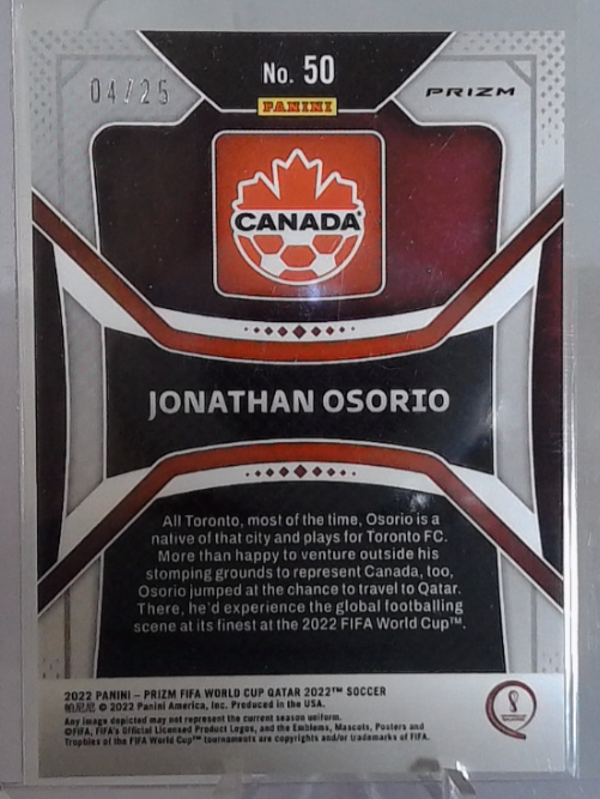 04/25
No. 50
PANINI
PRIZM
CANADA
JONATHAN OSORIO
All Toronto, most of the time, Osorio is a
native of that city and plays for Toronto FC.
More than happy to venture outside his
stomping grounds to represent Canada, too,
Osorio jumped at the chance to travel to Qatar.
There, he'd experience the global footballing
scene at its finest at the 2022 FIFA World Cup™.
2022 PANINI – PRIZM FIFA WORLD CUP QATAR 2022™ SOCCER
帕尼尼 © 2022 Panini America, Inc. Produced in the USA.
Any image depicted may not represent the current season uniform.
©FIFA, FIFA's Official Licensed Product Logos, and the Emblems, Mascots, Posters and
Trophies of the FIFA World Cup™ tournaments are copyrights and/or trademarks of FIFA.